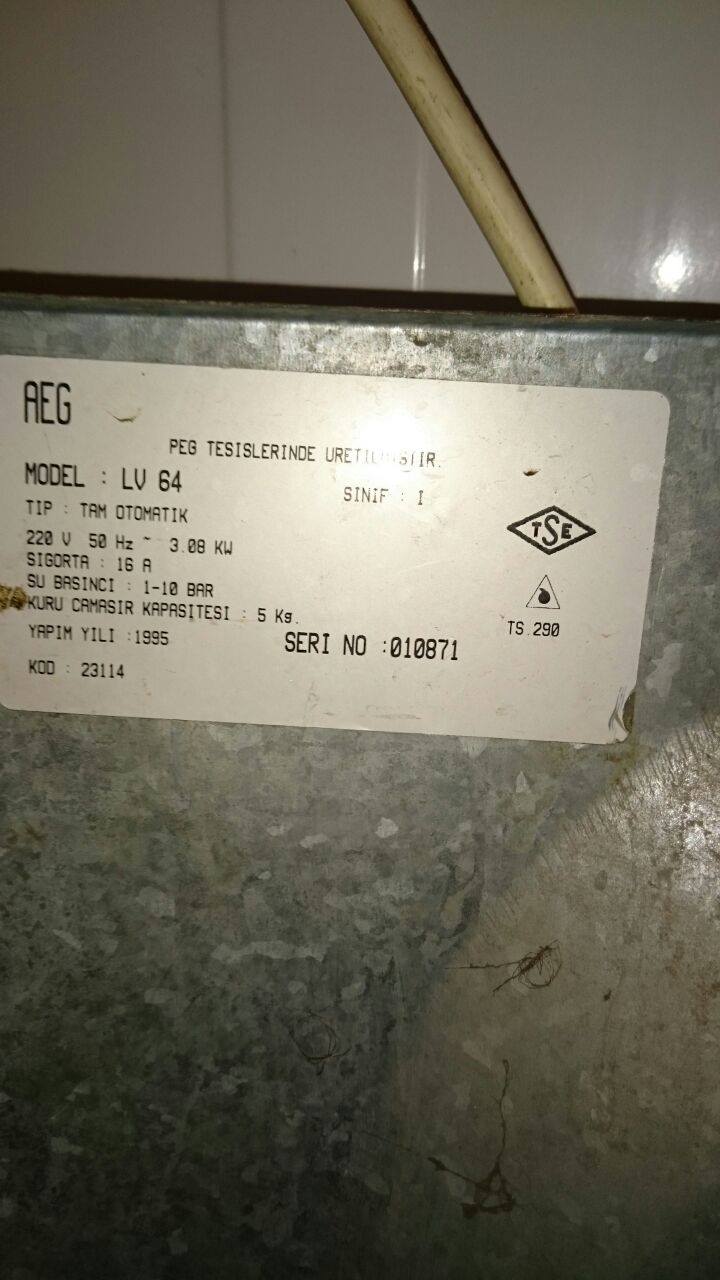 AEG
PEG TESISLERINDE
MODEL : LV 64
SINIF : I
TIP : TAM OTOMATIK
TSE
220 V 50 Hz ~ 3.08 KW
SIGORTA : 16 A
SU BASINCI : 1-10 BAR
KURU CAMASIR KAPASITESI : 5 Kg.
TS.290
YAPIM YILI :1995
SERI NO :010871
KOD : 23114